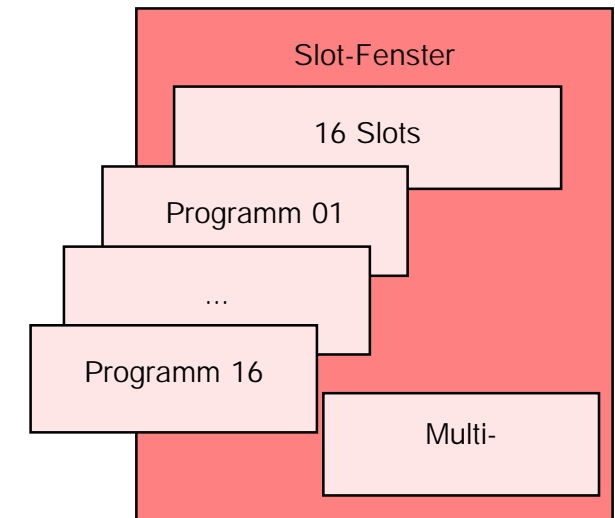 Slot-Fenster
16 Slots
Programm 01
...
Programm 16
Multi-